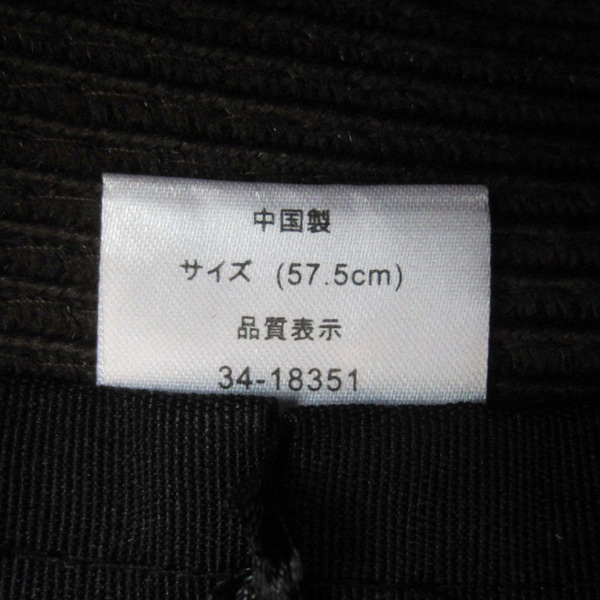 中国製
サイズ (57.5cm)
品質表示
34-18351